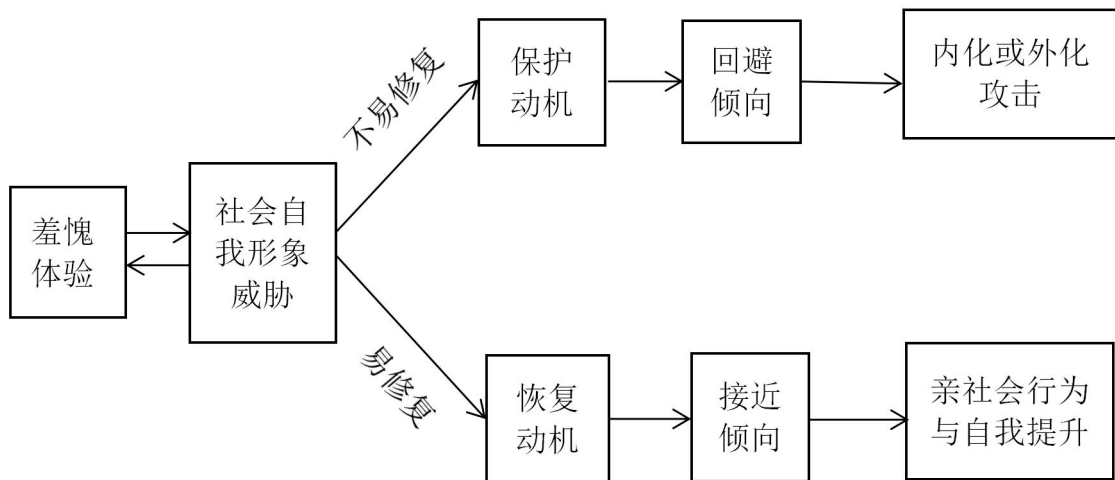 羞愧
体验
社会自
我形象
威胁
不易修复
保护
动机
回避
倾向
内化或外化
攻击
易修复
恢复
动机
接近
倾向
亲社会行为
与自我提升